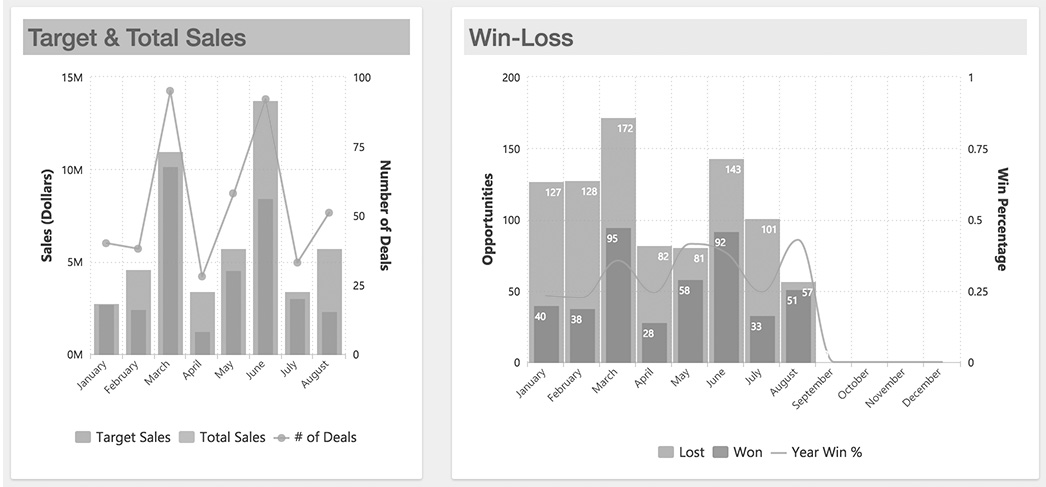 Target & Total Sales
15M
10M
5M
0M
Sales (Dollars)
100
75
50
25
0
Number of Deals
January
February
March
April
May
June
July
August
Target Sales
Total Sales
# of Deals
Win-Loss
200
150
100
50
0
Opportunities
1
0.75
0.5
0.25
0
Win Percentage
127
128
172
82
81
143
101
57
40
38
95
28
58
92
33
51
January
February
March
April
May
June
July
August
September
October
November
December
Lost
Won
Year Win %